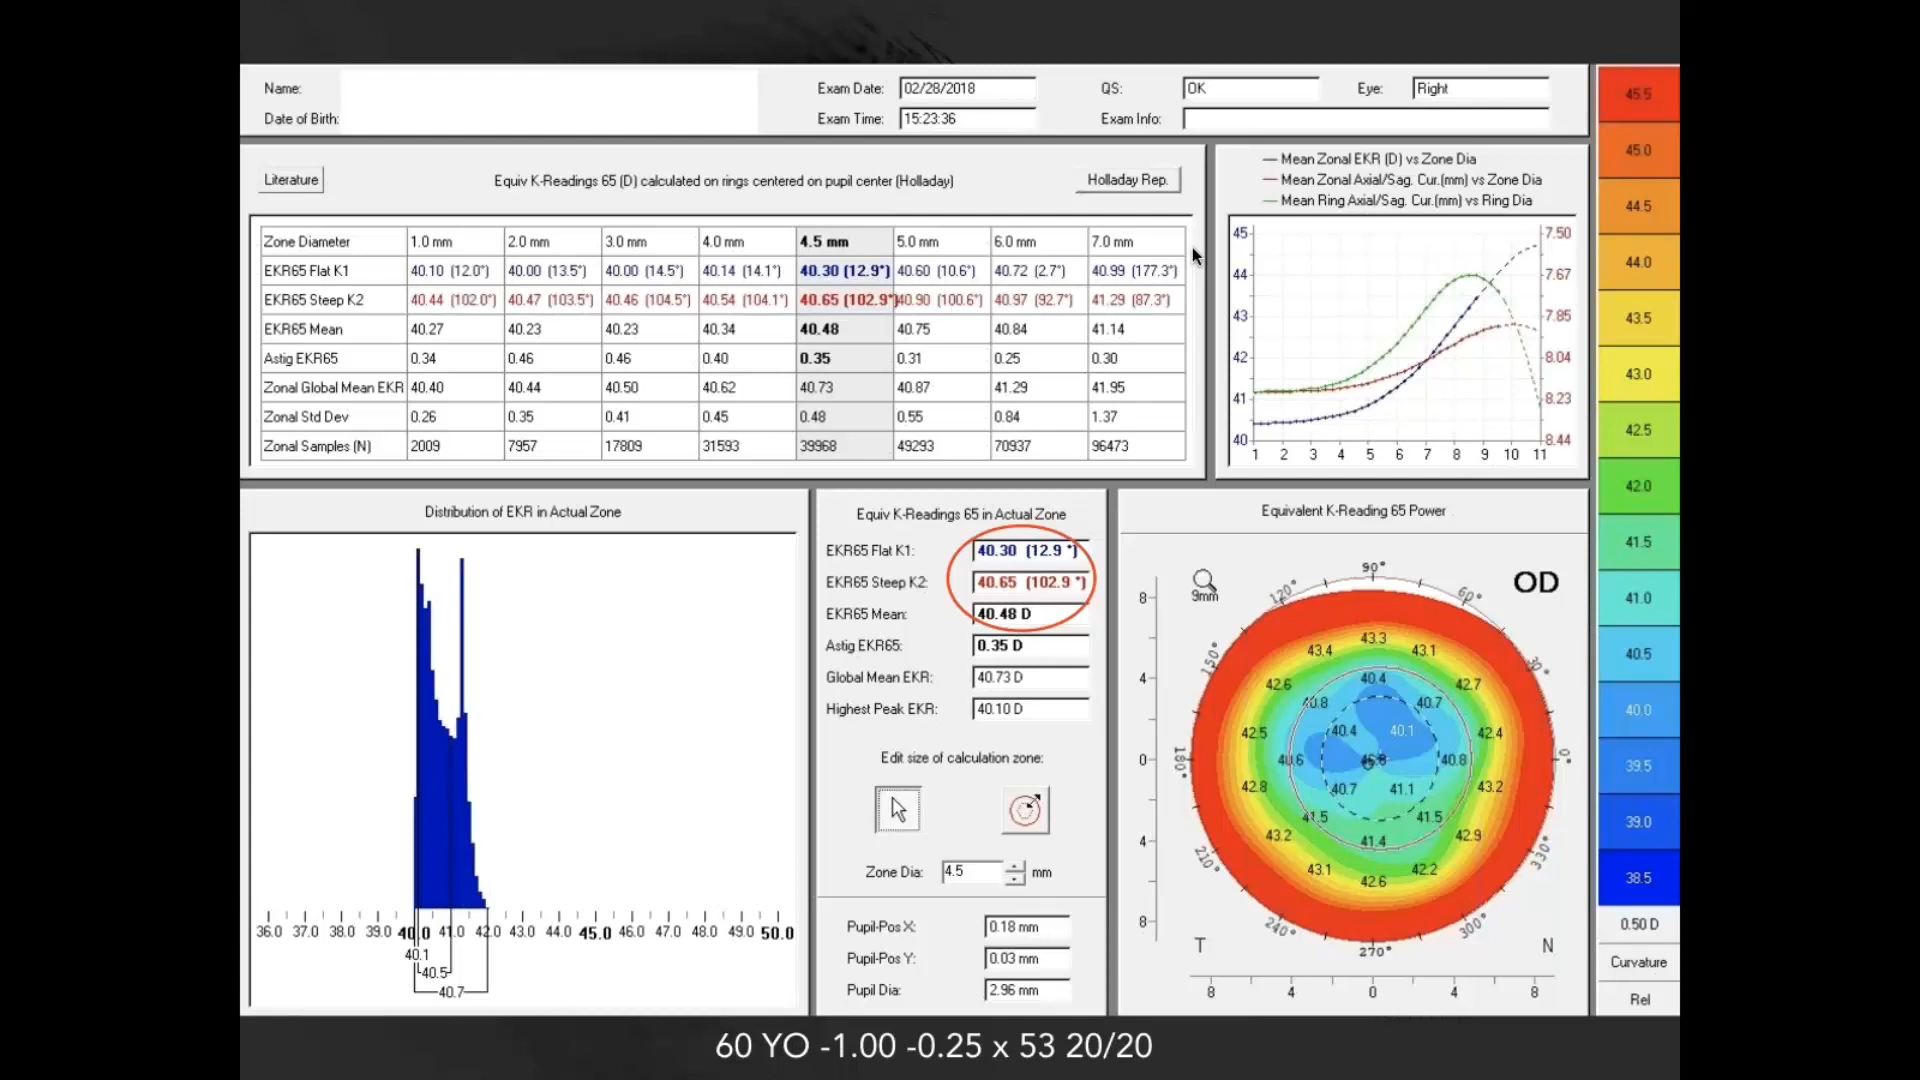 Name: Exam Date: 02/28/2018 QS: OK Eye: Right
Date of Birth: Exam Time: 15:23:36 Exam Info:
Literature Equiv K-Readings 65 (D) calculated on rings centered on pupil center (Holladay) Holladay Rep.
Zone Diameter 1.0 mm 2.0 mm 3.0 mm 4.0 mm 4.5 mm 5.0 mm 6.0 mm 7.0 mm
EKR65 Flat K1 40.10 (12.0°) 40.00 (13.5°) 40.00 (14.5°) 40.14 (14.1°) 40.30 (12.9°) 40.60 (10.6°) 40.72 (2.7°) 40.99 (177.3°)
EKR65 Steep K2 40.44 (102.0°) 40.47 (103.5°) 40.46 (104.5°) 40.54 (104.1°) 40.65 (102.9°) 40.90 (100.6°) 40.97 (92.7°) 41.29 (87.3°)
EKR65 Mean 40.27 40.23 40.23 40.34 40.48 40.75 40.84 41.14
Astig EKR65 0.34 0.46 0.46 0.40 0.35 0.31 0.25 0.30
Zonal Global Mean EKR 40.40 40.44 40.50 40.62 40.73 40.87 41.29 41.95
Zonal Std Dev 0.26 0.35 0.41 0.45 0.48 0.55 0.84 1.37
Zonal Samples (N) 2009 7957 17809 31593 39968 49293 70937 96473
Mean Zonal EKR (D) vs Zone Dia
Mean Zonal Axial/Sag. Cur.(mm) vs Zone Dia
Mean Ring Axial/Sag. Cur.(mm) vs Ring Dia
45 7.50
44 7.67
43 7.85
42 8.04
41 8.23
40 8.44
1 2 3 4 5 6 7 8 9 10 11
Distribution of EKR in Actual Zone
36.0 37.0 38.0 39.0 40.0 41.0 42.0 43.0 44.0 45.0 46.0 47.0 48.0 49.0 50.0
40.1
40.5
40.7
Equiv K-Readings 65 in Actual Zone
EKR65 Flat K1: 40.30 (12.9 °)
EKR65 Steep K2: 40.65 (102.9 °)
EKR65 Mean: 40.48 D
Astig EKR65: 0.35 D
Global Mean EKR: 40.73 D
Highest Peak EKR: 40.10 D
Edit size of calculation zone:
Zone Dia: 4.5 mm
Pupil-Pos X: 0.18 mm
Pupil-Pos Y: 0.03 mm
Pupil Dia: 2.96 mm
Equivalent K-Reading 65 Power
9mm OD
90°
120° 60°
150° 30°
180° 0°
210° 330°
240° 300°
270°
8
4
0
4
8
43.3
43.4 43.1
42.6 40.4 42.7
40.8 40.7
42.5 40.4 40.1 42.4
40.6 40.8
42.8 40.7 41.1 43.2
41.5 41.5
43.2 41.4 42.9
43.1 42.2
42.6
T N
8 4 0 4 8
45.5
45.0
44.5
44.0
43.5
43.0
42.5
42.0
41.5
41.0
40.5
40.0
39.5
39.0
38.5
0.50 D
Curvature
Rel
60 YO -1.00 -0.25 x 53 20/20